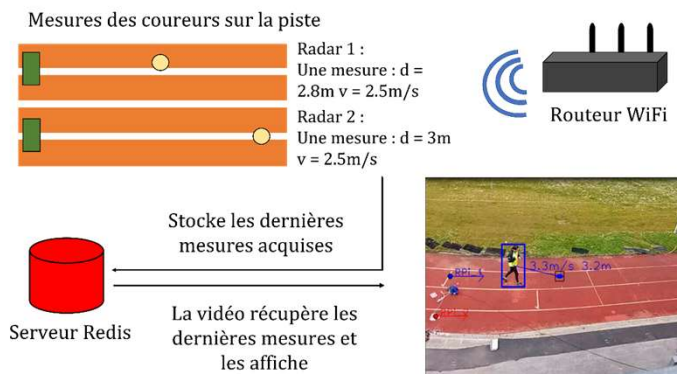 Mesures des coureurs sur la piste
Radar 1 :
Une mesure : d =
2.8m v = 2.5m/s
Radar 2 :
Une mesure : d = 3m
v = 2.5m/s
Routeur WiFi
Stocke les dernières
mesures acquises
Serveur Redis
La vidéo récupère les
dernières mesures et
les affiche
3.3m/s 3.2m